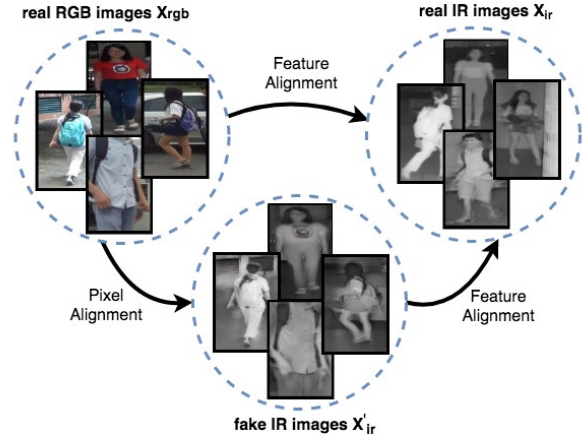 real RGB images Xrgb
real IR images Xir
Feature
Alignment
Pixel
Alignment
Feature
Alignment
fake IR images X'ir